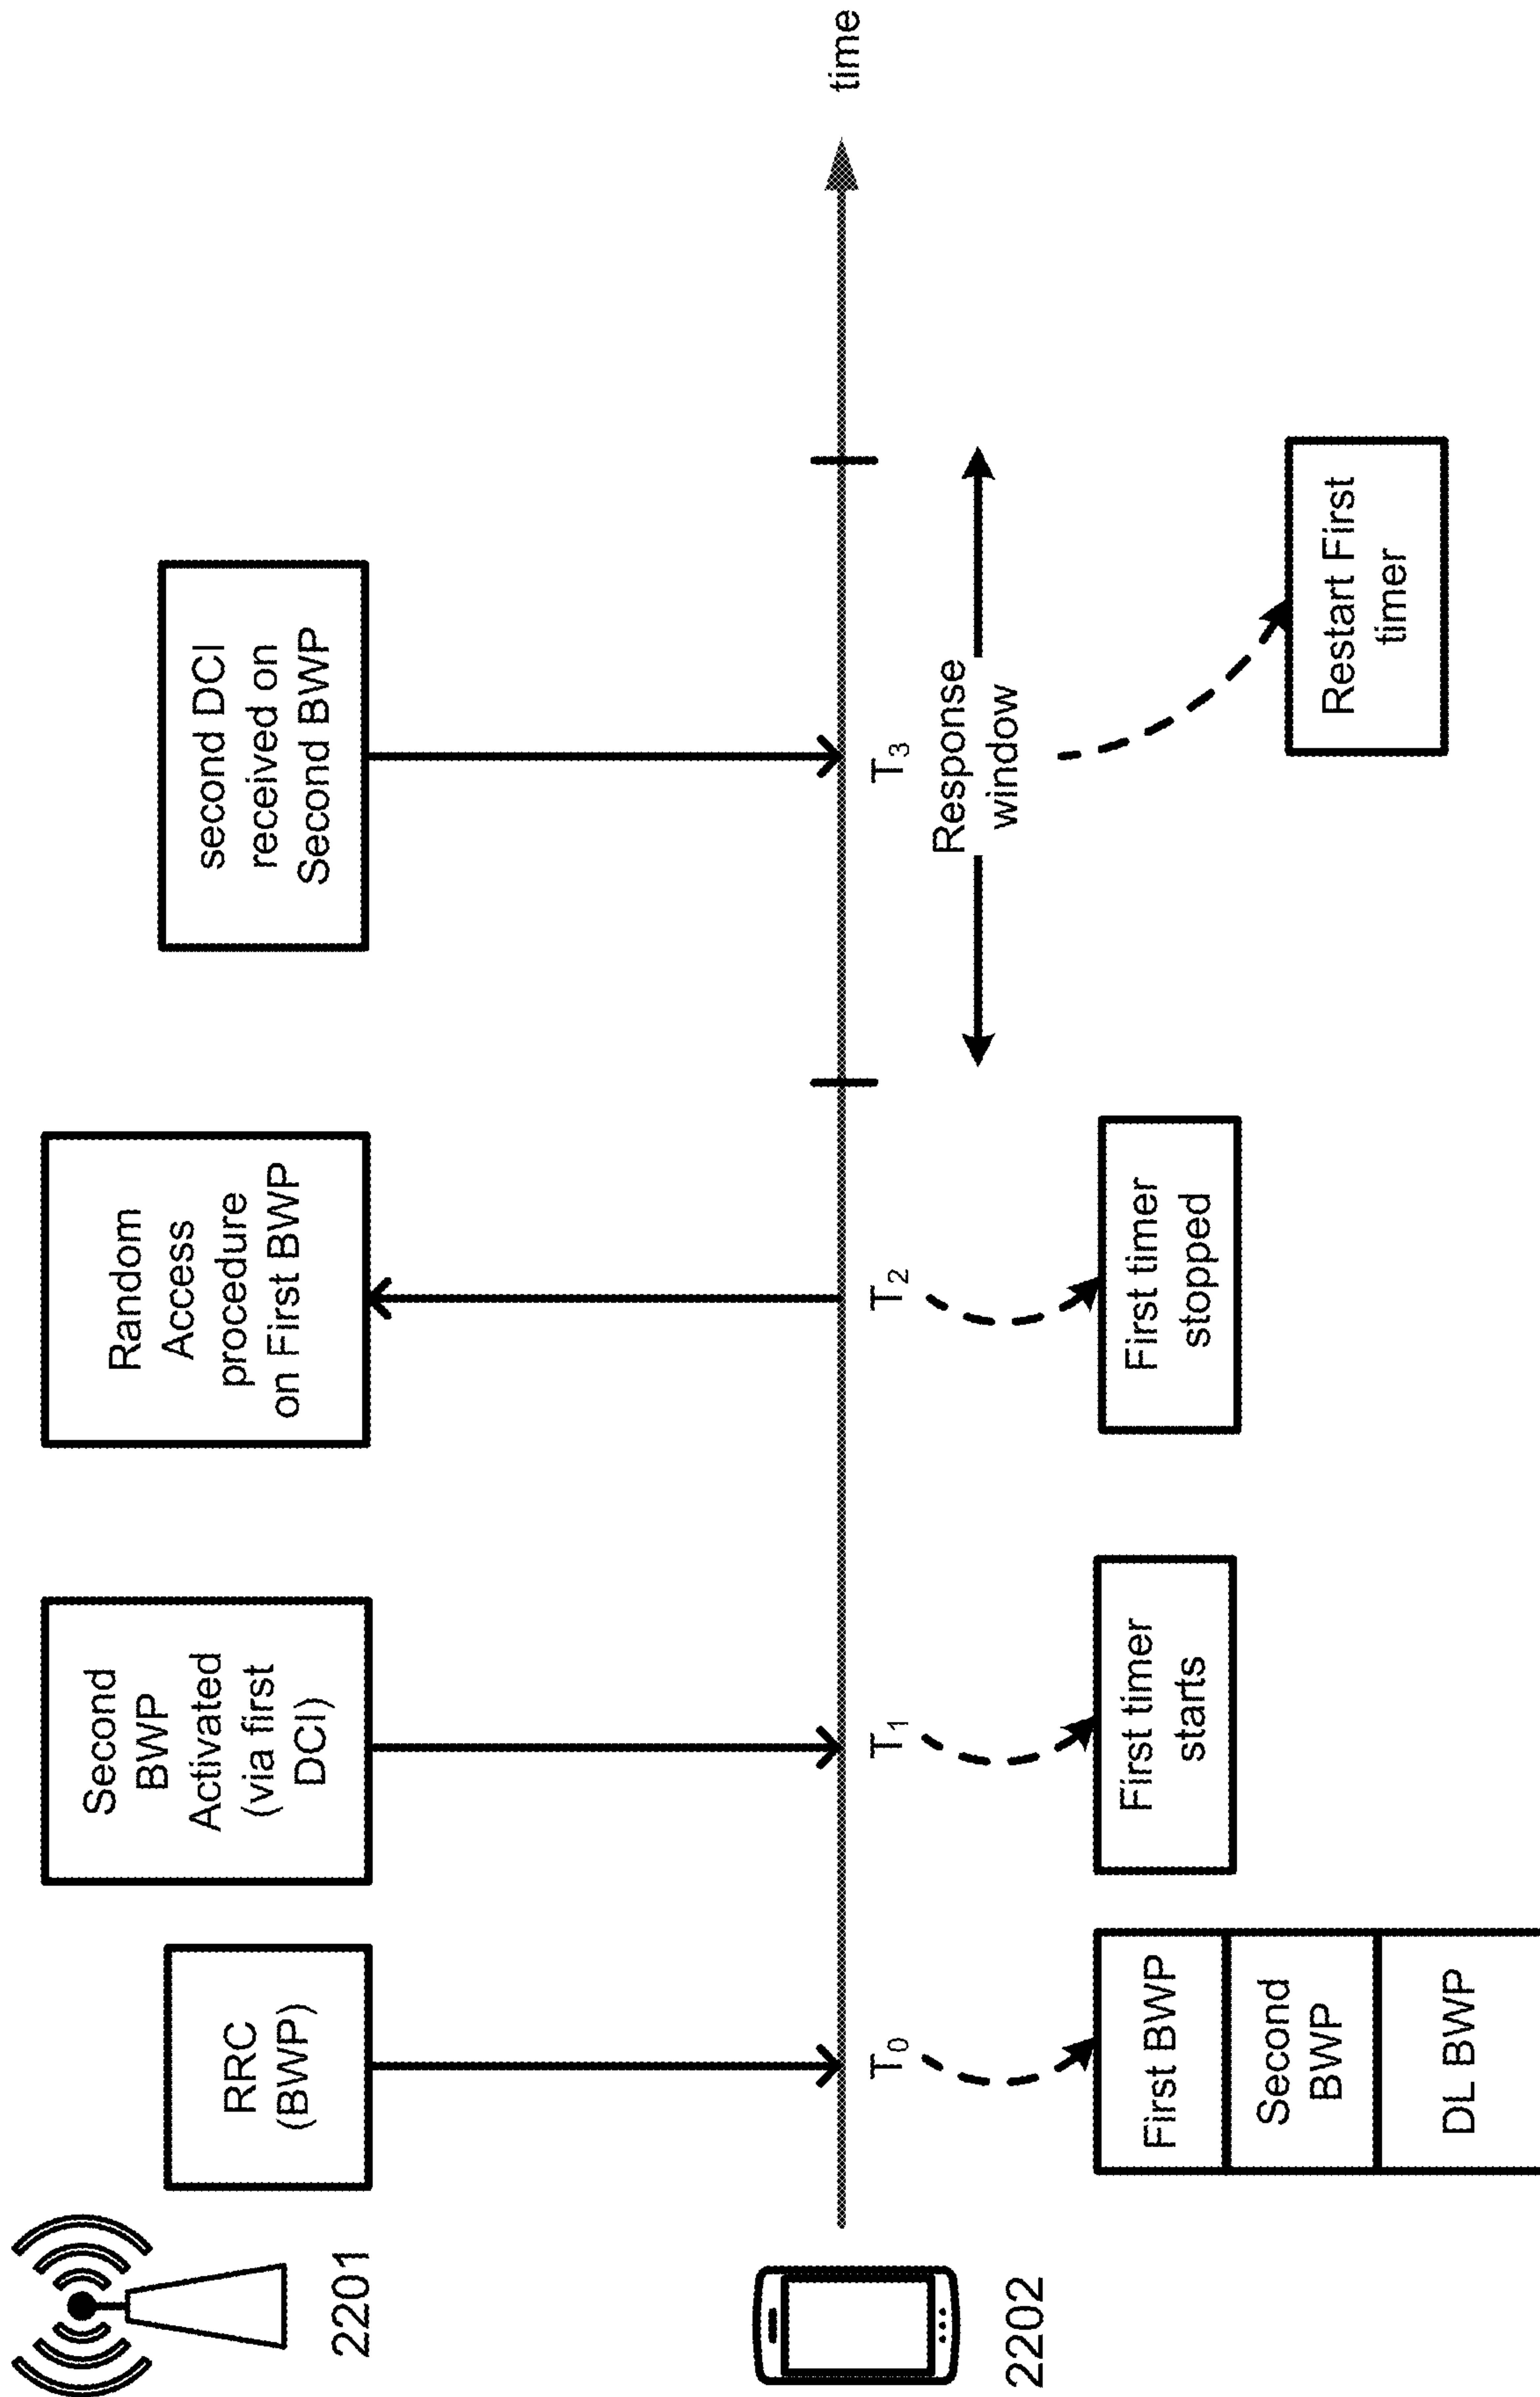 2201
RRC
(BWP)
Second
BWP
Activated
(via first
DCI)
Random
Access
procedure
on First BWP
second DCI
received on
Second BWP
2202
time
T0
T1
T2
T3
Response
window
First BWP
Second
BWP
DL BWP
First timer
starts
First timer
stopped
Restart First
timer